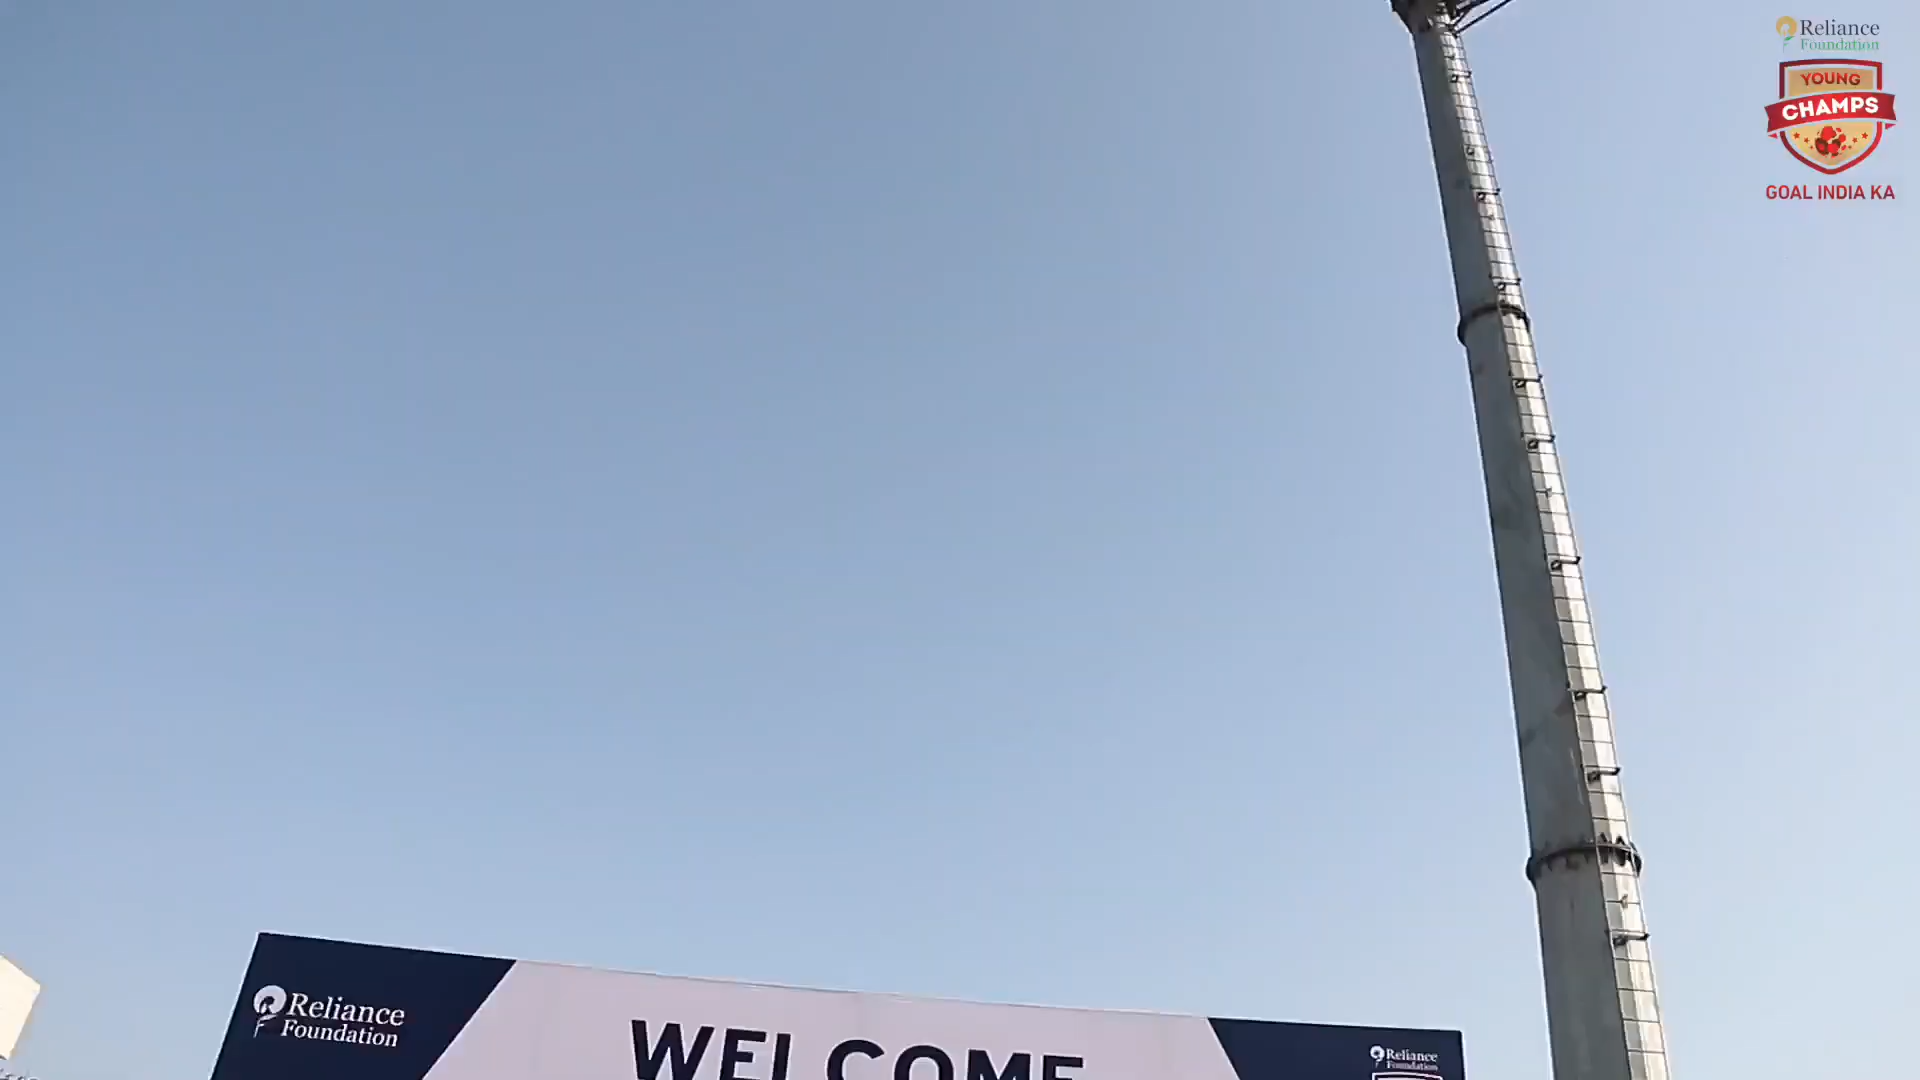 Reliance
Foundation
YOUNG
CHAMPS
GOAL INDIA KA
Reliance
Foundation
WELCOME
Reliance
Foundation